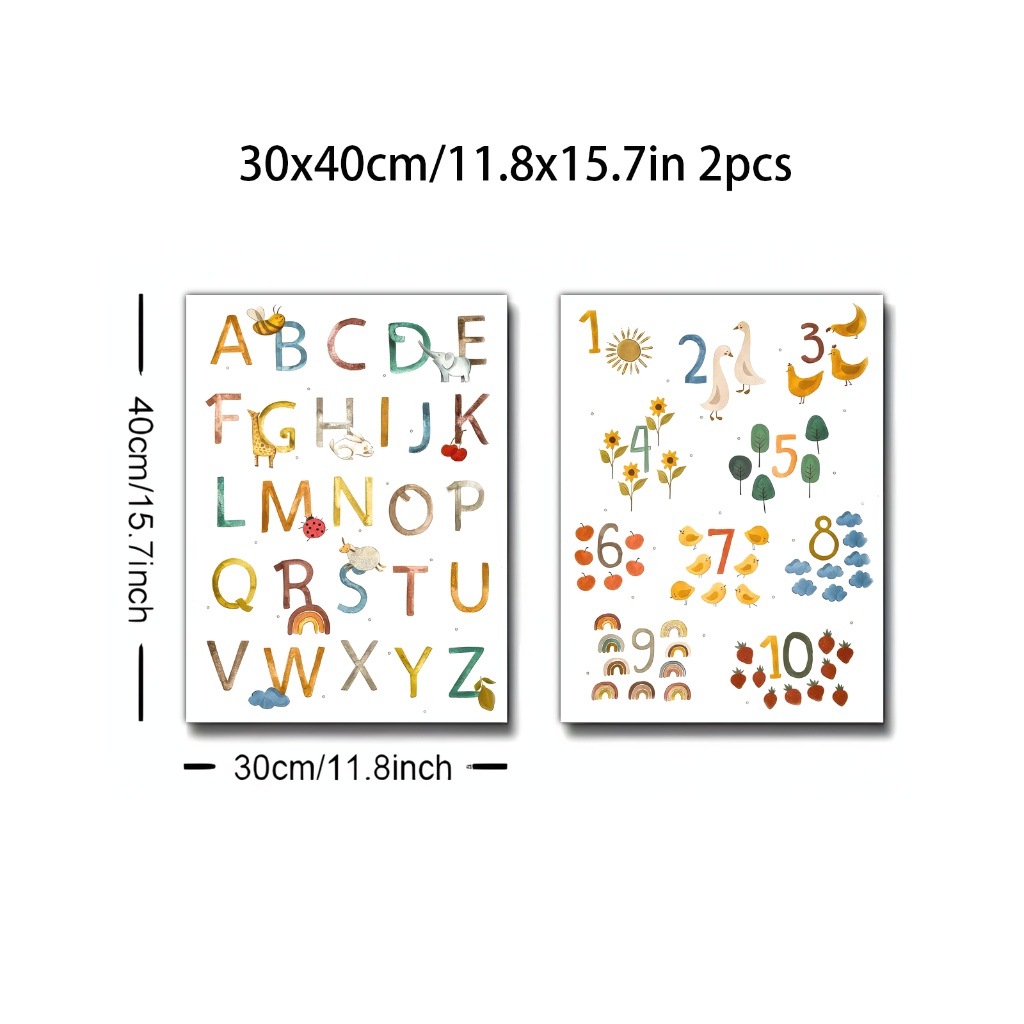 30x40cm/11.8x15.7in 2pcs
40cm/15.7inch
A B C D E
F G H I J K
L M N O P
Q R S T U
V W X Y Z
1 2 3
4 5
6 7 8
9 10
30cm/11.8inch